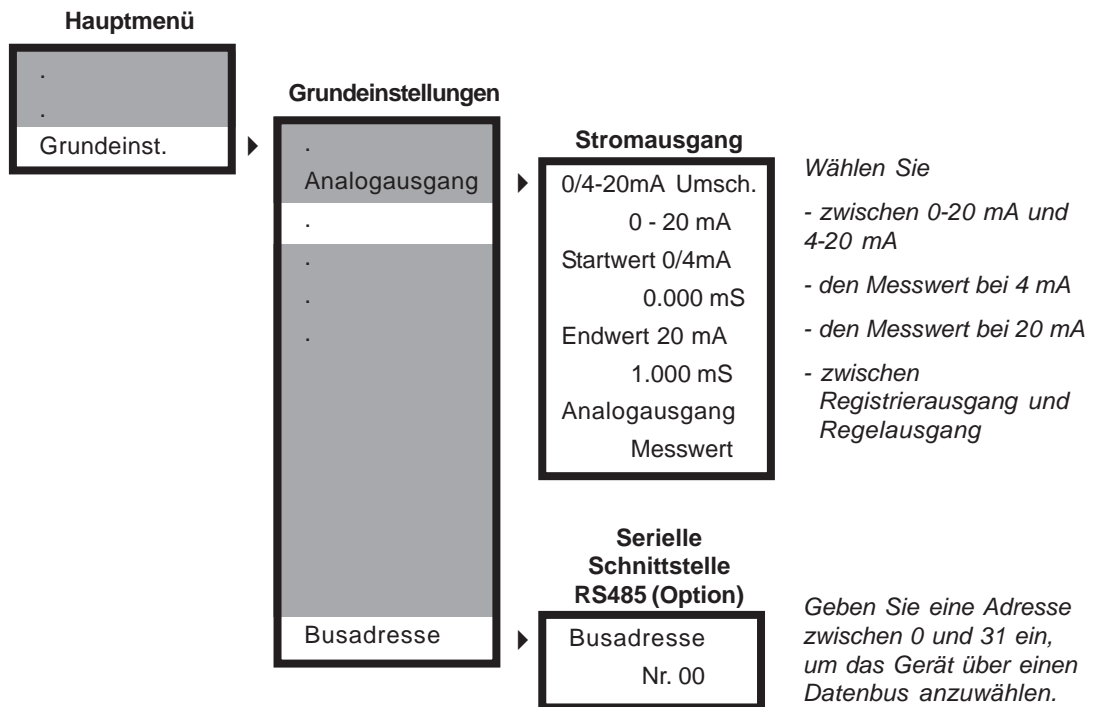 Hauptmenü
.
.
Grundeinst.
Grundeinstellungen
.
Analogausgang
.
.
.
.
Busadresse
Stromausgang
0/4-20mA Umsch.
0 - 20 mA
Startwert 0/4mA
0.000 mS
Endwert 20 mA
1.000 mS
Analogausgang
Messwert
Wählen Sie
- zwischen 0-20 mA und
4-20 mA
- den Messwert bei 4 mA
- den Messwert bei 20 mA
- zwischen
Registrierausgang und
Regelausgang
Serielle
Schnittstelle
RS485 (Option)
Busadresse
Nr. 00
Geben Sie eine Adresse
zwischen 0 und 31 ein,
um das Gerät über einen
Datenbus anzuwählen.